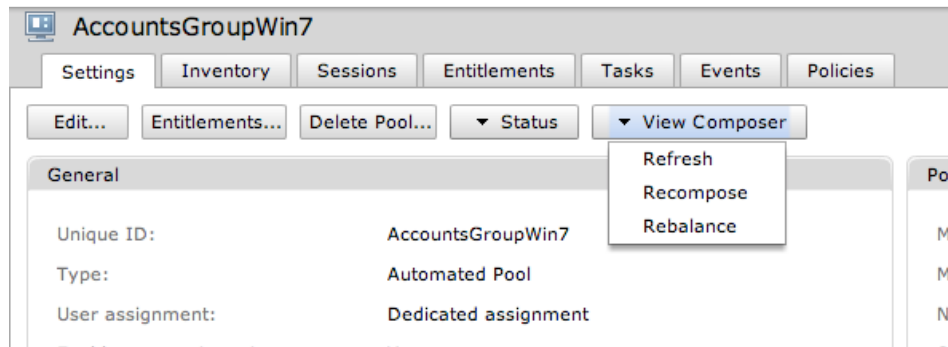 AccountsGroupWin7
Settings Inventory Sessions Entitlements Tasks Events Policies
Edit... Entitlements... Delete Pool... Status View Composer
Refresh
Recompose
Rebalance
General Po
Unique ID: AccountsGroupWin7 M
Type: Automated Pool M
User assignment: Dedicated assignment N